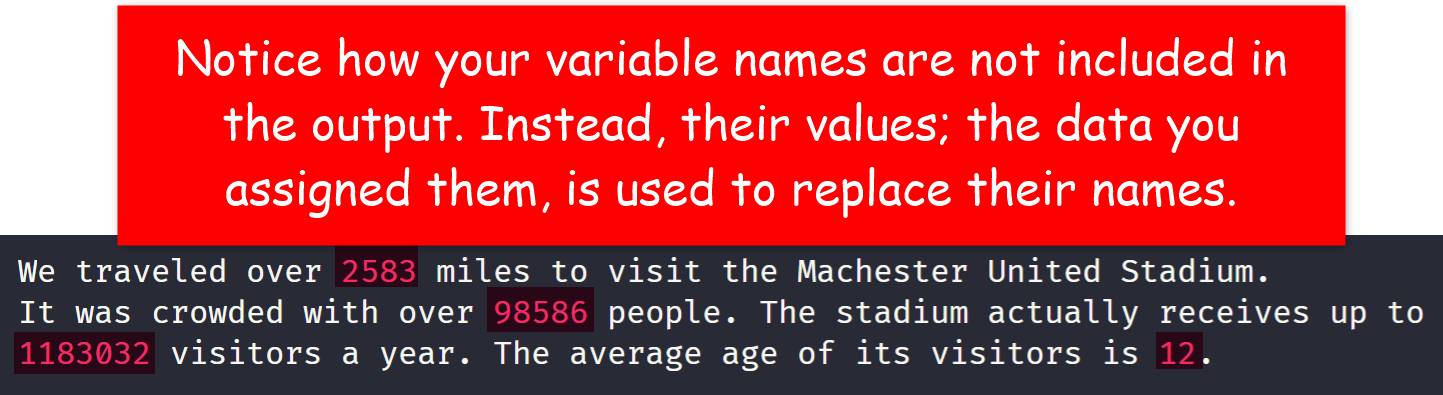 Notice how your variable names are not included in
the output. Instead, their values; the data you
assigned them, is used to replace their names.
We traveled over 2583 miles to visit the Machester United Stadium.
It was crowded with over 98586 people. The stadium actually receives up to
1183032 visitors a year. The average age of its visitors is 12.